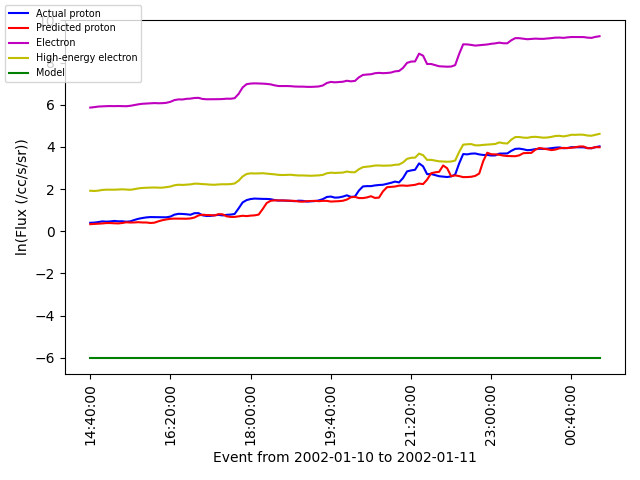 Actual proton
Predicted proton
Electron
High-energy electron
Model
6
4
2
0
−2
−4
−6
ln(Flux (/cc/s/sr))
14:40:00
16:20:00
18:00:00
19:40:00
21:20:00
23:00:00
00:40:00
Event from 2002-01-10 to 2002-01-11